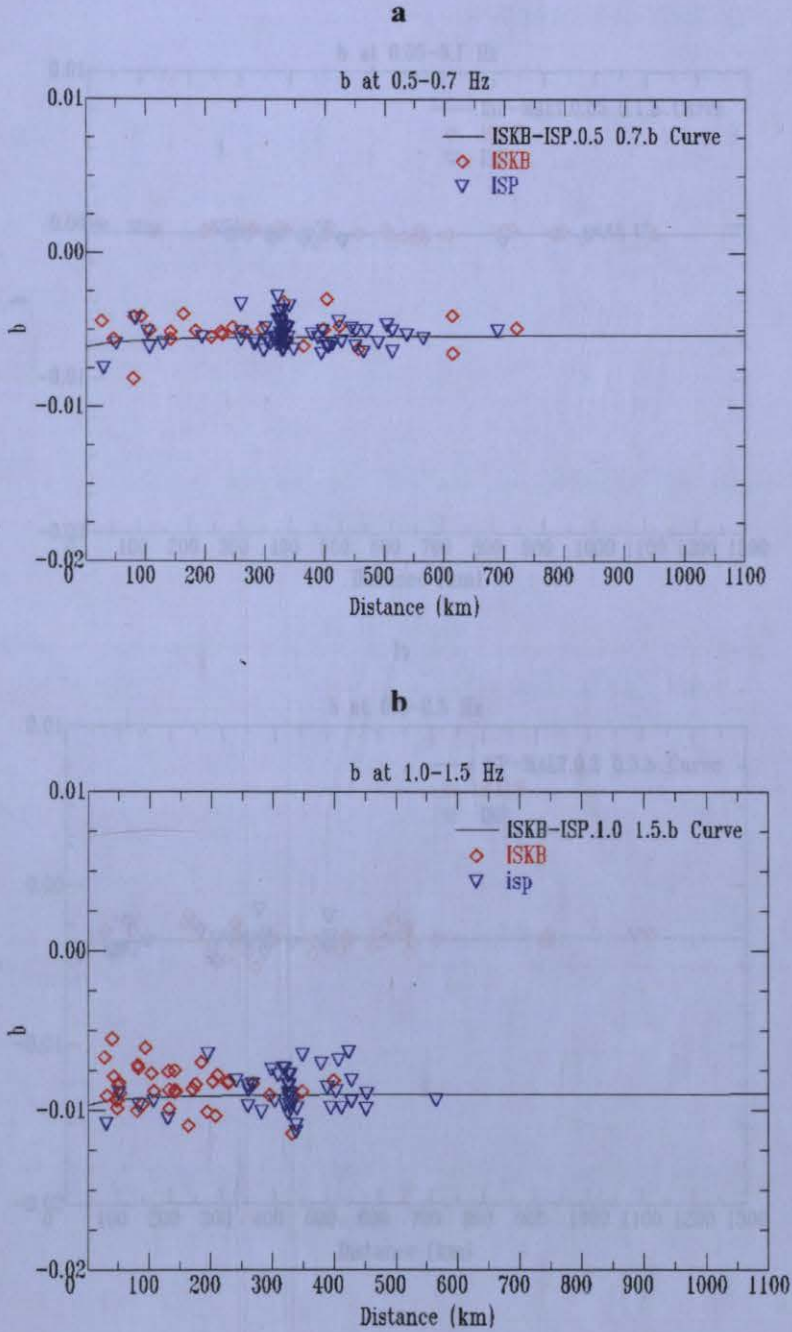 a
b at 0.5-0.7 Hz
0.01
ISKB-ISP.0.5 0.7.b Curve
ISKB
ISP
0.00
b
-0.01
-0.02
0 100 200 300 400 500 600 700 800 900 1000 1100
Distance (km)
b
b at 1.0-1.5 Hz
0.01
ISKB-ISP.1.0 1.5.b Curve
ISKB
isp
0.00
b
-0.01
-0.02
0 100 200 300 400 500 600 700 800 900 1000 1100
Distance (km)